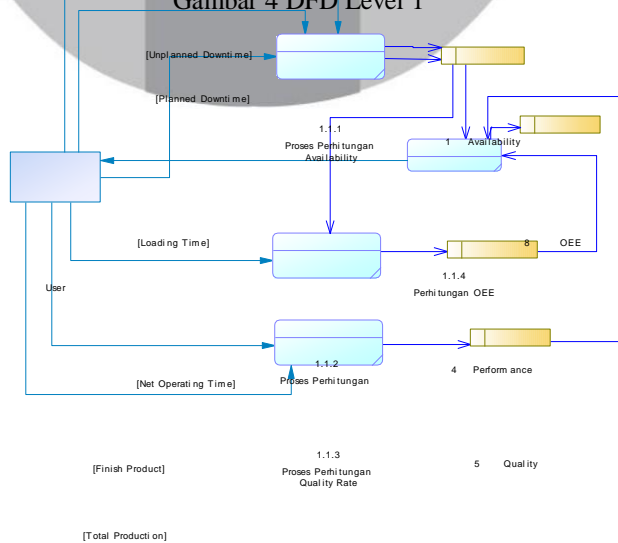 Gambar 4 DFD Level 1
[Unplanned Downtime]
[Planned Downtime]
1.1.1
Proses Perhitungan
Availability
1 Availability
[Loading Time]
8 OEE
1.1.4
Perhitungan OEE
User
1.1.2
Proses Perhitungan
4 Performance
[Net Operating Time]
1.1.3
Proses Perhitungan
Quality Rate
5 Quality
[Finish Product]
[Total Production]